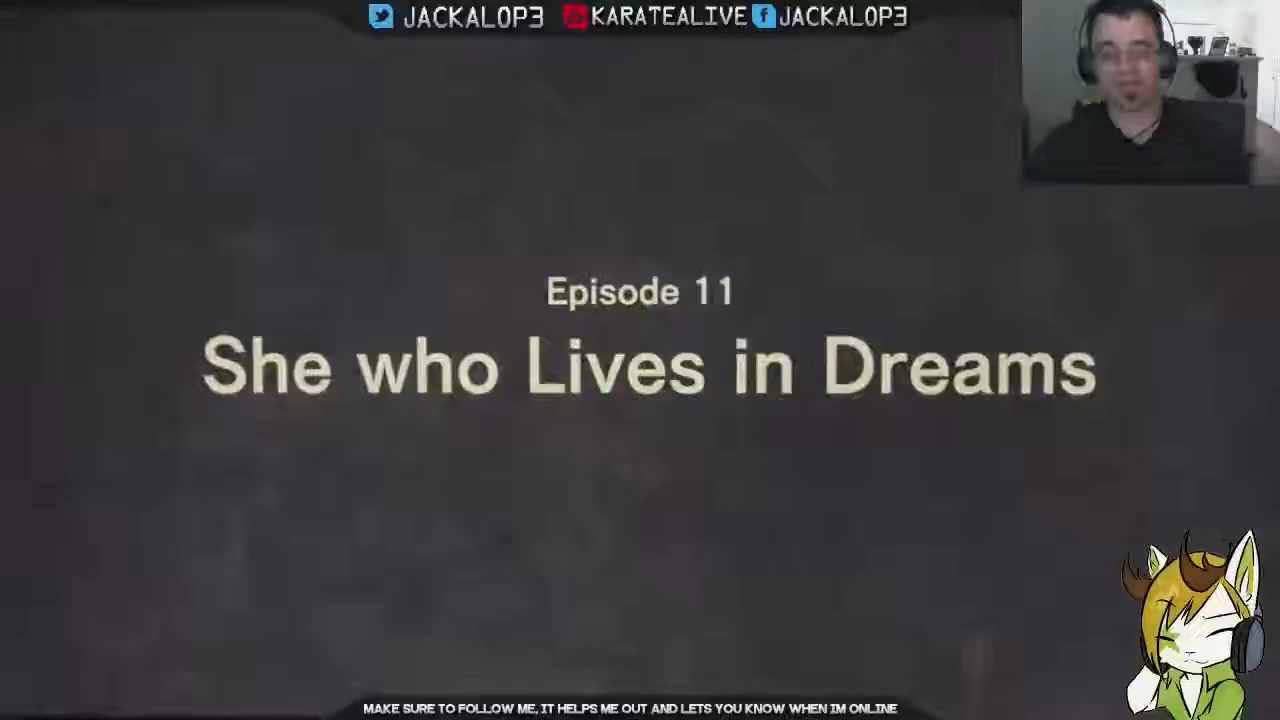 JACKALOP3 KARATEALIVE JACKALOP3
Episode 11
She who Lives in Dreams
MAKE SURE TO FOLLOW ME, IT HELPS ME OUT AND LETS YOU KNOW WHEN IM ONLINE